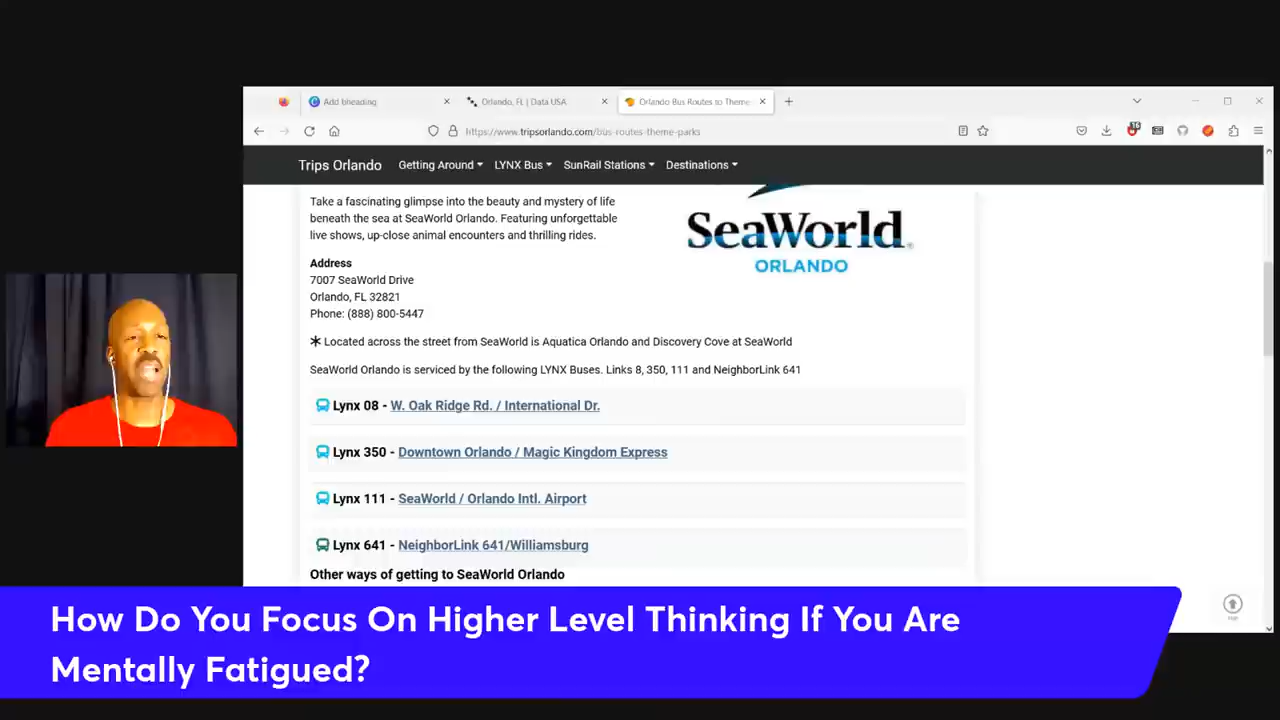 Add bheading
Orlando, FL | Data USA
Orlando Bus Routes to Theme
https://www.tripsorlando.com/bus-routes-theme-parks
Trips Orlando
Getting Around
LYNX Bus
SunRail Stations
Destinations
Take a fascinating glimpse into the beauty and mystery of life
beneath the sea at SeaWorld Orlando. Featuring unforgettable
live shows, up-close animal encounters and thrilling rides.
SeaWorld
ORLANDO
Address
7007 SeaWorld Drive
Orlando, FL 32821
Phone: (888) 800-5447
* Located across the street from SeaWorld is Aquatica Orlando and Discovery Cove at SeaWorld
SeaWorld Orlando is serviced by the following LYNX Buses. Links 8, 350, 111 and NeighborLink 641
Lynx 08 - W. Oak Ridge Rd. / International Dr.
Lynx 350 - Downtown Orlando / Magic Kingdom Express
Lynx 111 - SeaWorld / Orlando Intl. Airport
Lynx 641 - NeighborLink 641/Williamsburg
Other ways of getting to SeaWorld Orlando
How Do You Focus On Higher Level Thinking If You Are
Mentally Fatigued?